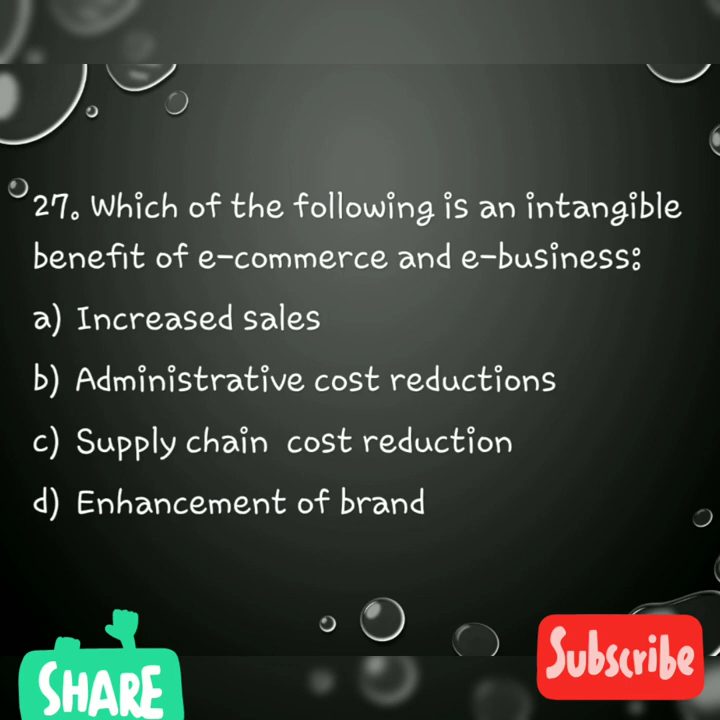 27. Which of the following is an intangible
benefit of e-commerce and e-business:
a) Increased sales
b) Administrative cost reductions
c) Supply chain cost reduction
d) Enhancement of brand
SHARE
Subscribe